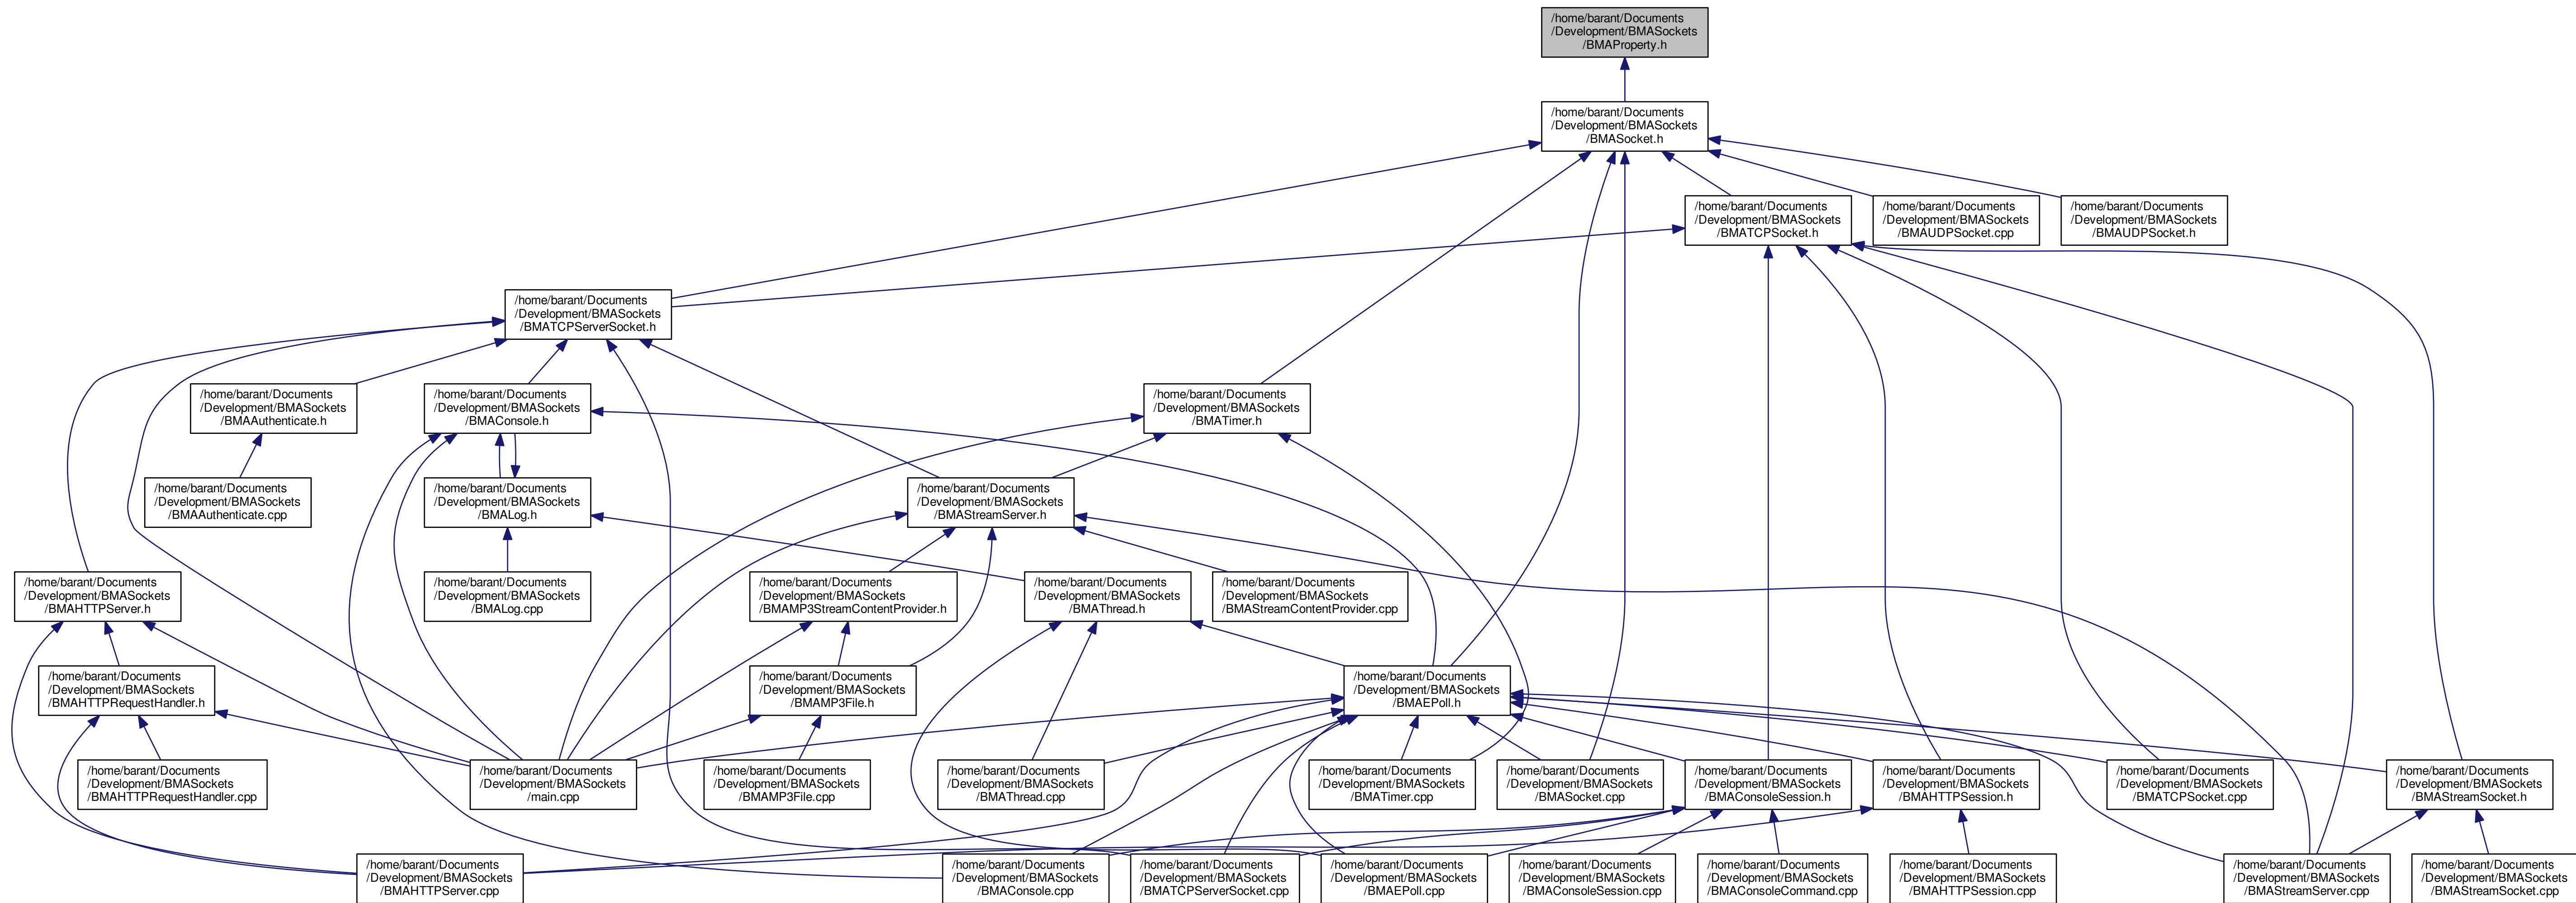 /home/barant/Documents
/Development/BMASockets
/BMAProperty.h
/home/barant/Documents
/Development/BMASockets
/BMASocket.h
/home/barant/Documents
/Development/BMASockets
/BMATCPSocket.h
/home/barant/Documents
/Development/BMASockets
/BMAUDPSocket.cpp
/home/barant/Documents
/Development/BMASockets
/BMAUDPSocket.h
/home/barant/Documents
/Development/BMASockets
/BMATCPServerSocket.h
/home/barant/Documents
/Development/BMASockets
/BMAAuthenticate.h
/home/barant/Documents
/Development/BMASockets
/BMAConsole.h
/home/barant/Documents
/Development/BMASockets
/BMATimer.h
/home/barant/Documents
/Development/BMASockets
/BMAAuthenticate.cpp
/home/barant/Documents
/Development/BMASockets
/BMALog.h
/home/barant/Documents
/Development/BMASockets
/BMAStreamServer.h
/home/barant/Documents
/Development/BMASockets
/BMAHTTPServer.h
/home/barant/Documents
/Development/BMASockets
/BMALog.cpp
/home/barant/Documents
/Development/BMASockets
/BMAMP3StreamContentProvider.h
/home/barant/Documents
/Development/BMASockets
/BMAThread.h
/home/barant/Documents
/Development/BMASockets
/BMAStreamContentProvider.cpp
/home/barant/Documents
/Development/BMASockets
/BMAHTTPRequestHandler.h
/home/barant/Documents
/Development/BMASockets
/BMAMP3File.h
/home/barant/Documents
/Development/BMASockets
/BMAEPoll.h
/home/barant/Documents
/Development/BMASockets
/BMAHTTPRequestHandler.cpp
/home/barant/Documents
/Development/BMASockets
/main.cpp
/home/barant/Documents
/Development/BMASockets
/BMAMP3File.cpp
/home/barant/Documents
/Development/BMASockets
/BMAThread.cpp
/home/barant/Documents
/Development/BMASockets
/BMATimer.cpp
/home/barant/Documents
/Development/BMASockets
/BMASocket.cpp
/home/barant/Documents
/Development/BMASockets
/BMAConsoleSession.h
/home/barant/Documents
/Development/BMASockets
/BMAHTTPSession.h
/home/barant/Documents
/Development/BMASockets
/BMATCPSocket.cpp
/home/barant/Documents
/Development/BMASockets
/BMAStreamSocket.h
/home/barant/Documents
/Development/BMASockets
/BMAHTTPServer.cpp
/home/barant/Documents
/Development/BMASockets
/BMAConsole.cpp
/home/barant/Documents
/Development/BMASockets
/BMATCPServerSocket.cpp
/home/barant/Documents
/Development/BMASockets
/BMAEPoll.cpp
/home/barant/Documents
/Development/BMASockets
/BMAConsoleSession.cpp
/home/barant/Documents
/Development/BMASockets
/BMAConsoleCommand.cpp
/home/barant/Documents
/Development/BMASockets
/BMAHTTPSession.cpp
/home/barant/Documents
/Development/BMASockets
/BMAStreamServer.cpp
/home/barant/Documents
/Development/BMASockets
/BMAStreamSocket.cpp